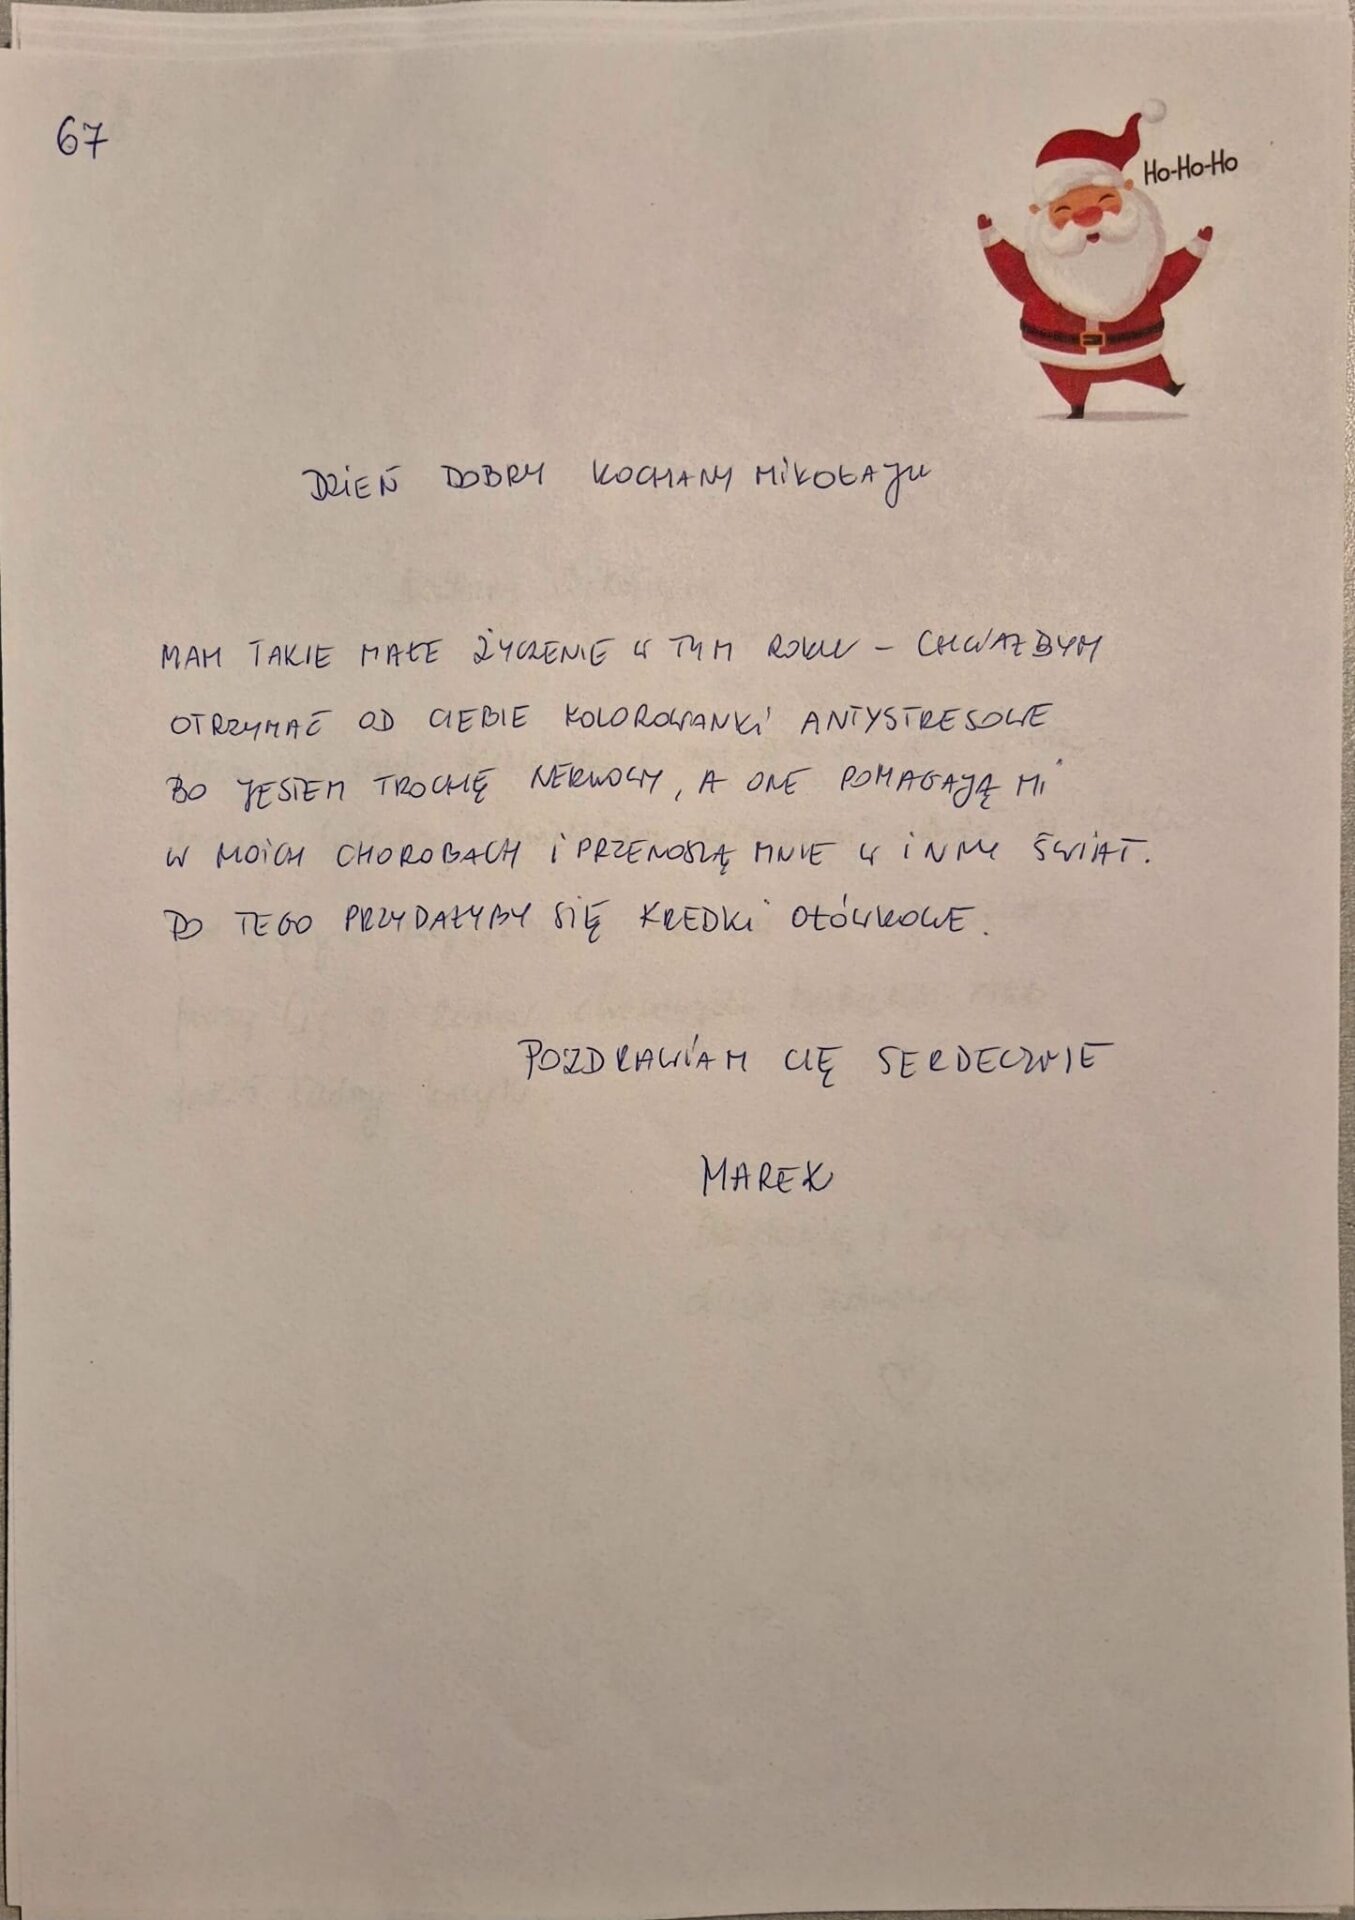 67
Ho-Ho-Ho
DZIEŃ DOBRY KOCHANY MIKOŁAJU
MAM TAKIE MAŁE ŻYCZENIE W TYM ROKU – CHCIAŁBYM
OTRZYMAĆ OD CIEBIE KOLOROWANKI ANTYSTRESOWE
BO JESTEM TROCHĘ NERWOWY, A ONE POMAGAJĄ MI
W MOICH CHOROBACH I PRZENOSZĄ MNIE W INNY ŚWIAT.
DO TEGO PRZYDAŁYBY SIĘ KREDKI OŁÓWKOWE.
POZDRAWIAM CIĘ SERDECZNIE
MAREK